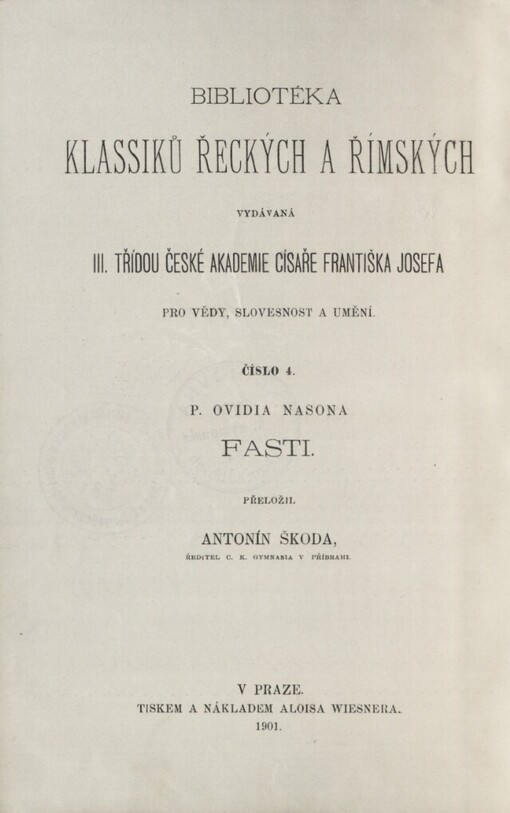 BIBLIOTÉKA
KLASSIKŮ ŘECKÝCH A ŘÍMSKÝCH
VYDÁVANÁ
III. TŘÍDOU ČESKÉ AKADEMIE CÍSAŘE FRANTIŠKA JOSEFA
PRO VĚDY, SLOVESNOST A UMĚNÍ.
ČÍSLO 4.
P. OVIDIA NASONA
FASTI.
PŘELOŽIL
ANTONÍN ŠKODA,
ŘEDITEL C. K. GYMNASIA V PŘÍBRAMI.
V PRAZE.
TISKEM A NÁKLADEM ALOISA WIESNERA.
1901.